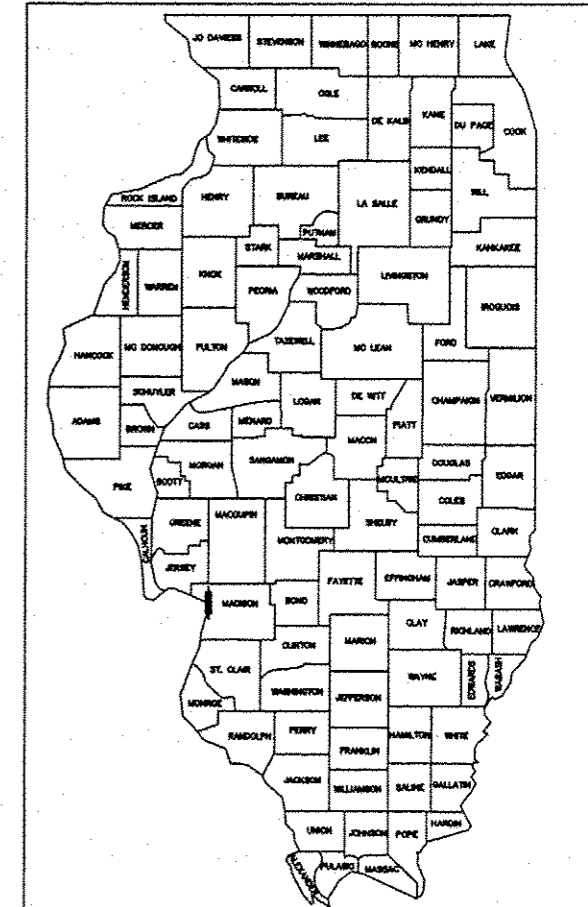 JO DAVIESS STEVENSON WINNEBAGO BOONE MC HENRY LAKE
CARROLL OGLE
DE KALB KANE DU PAGE COOK
WHITESIDE LEE
KENDALL
ROCK ISLAND HENRY BUREAU LA SALLE WILL
GRUNDY
MERCER PUTNAM
STARK MARSHALL KANKAKEE
HENDERSON WARREN KNOX PEORIA WOODFORD LIVINGSTON
IROQUOIS
TAZEWELL
HANCOCK MC DONOUGH FULTON MC LEAN FORD
MASON
SCHUYLER LOGAN DE WITT CHAMPAIGN VERMILION
ADAMS BROWN CASS MENARD PIATT
MACON
SANGAMON DOUGLAS
MORGAN EDGAR
PIKE SCOTT MOULTRIE
CHRISTIAN COLES
GREENE MACOUPIN SHELBY
CALHOUN MONTGOMERY CUMBERLAND CLARK
JERSEY FAYETTE EFFINGHAM JASPER CRAWFORD
MADISON BOND
CLAY RICHLAND LAWRENCE
CLINTON MARION
ST. CLAIR WAYNE EDWARDS WABASH
WASHINGTON JEFFERSON
MONROE
RANDOLPH PERRY HAMILTON WHITE
FRANKLIN
JACKSON WILLIAMSON SALINE GALLATIN
UNION JOHNSON POPE HARDIN
ALEXANDER PULASKI MASSAC